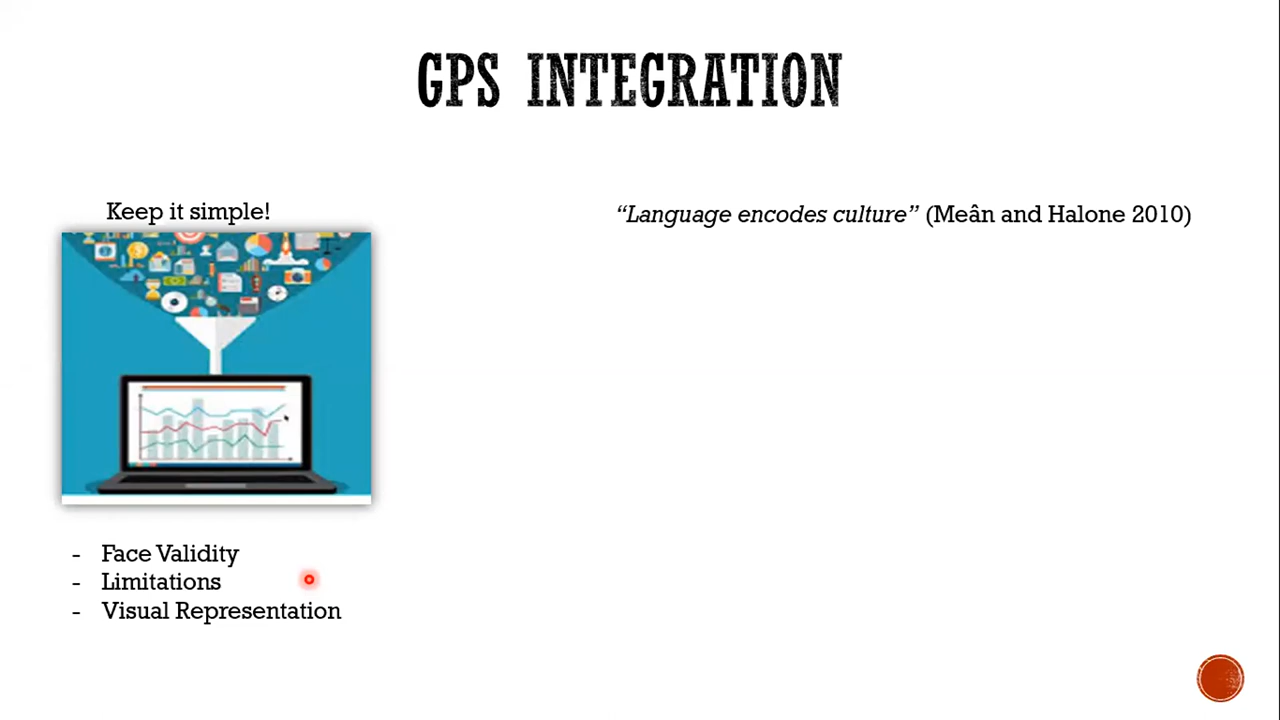 GPS INTEGRATION
Keep it simple!
“Language encodes culture” (Meân and Halone 2010)
- Face Validity
- Limitations
- Visual Representation